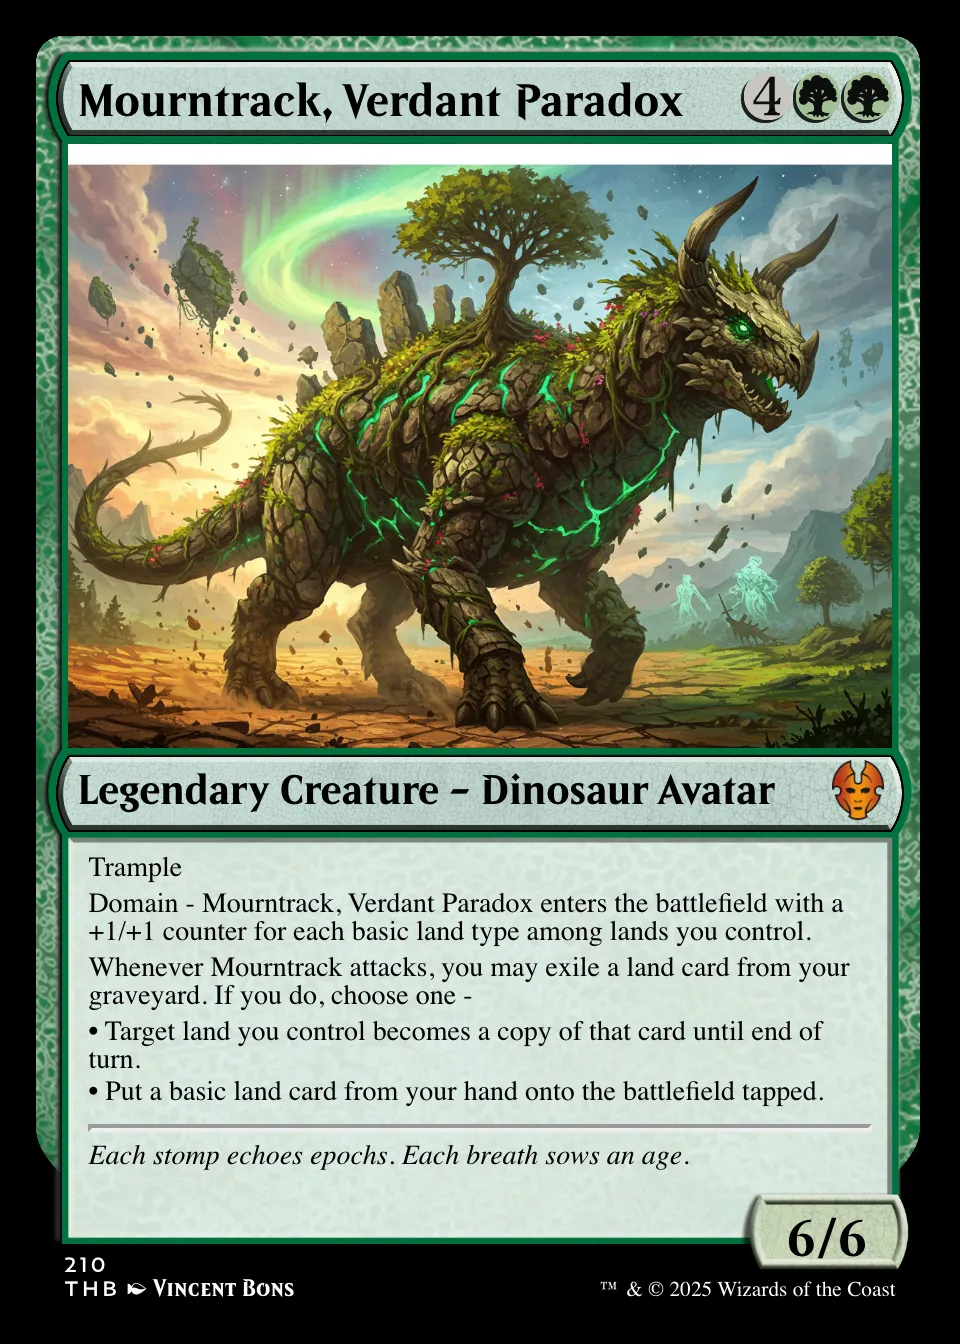 Mourntrack, Verdant Paradox 4
Legendary Creature – Dinosaur Avatar
Trample
Domain - Mourntrack, Verdant Paradox enters the battlefield with a
+1/+1 counter for each basic land type among lands you control.
Whenever Mourntrack attacks, you may exile a land card from your
graveyard. If you do, choose one -
• Target land you control becomes a copy of that card until end of
turn.
• Put a basic land card from your hand onto the battlefield tapped.
Each stomp echoes epochs. Each breath sows an age.
6/6
210
THB Vincent Bons
™ & © 2025 Wizards of the Coast